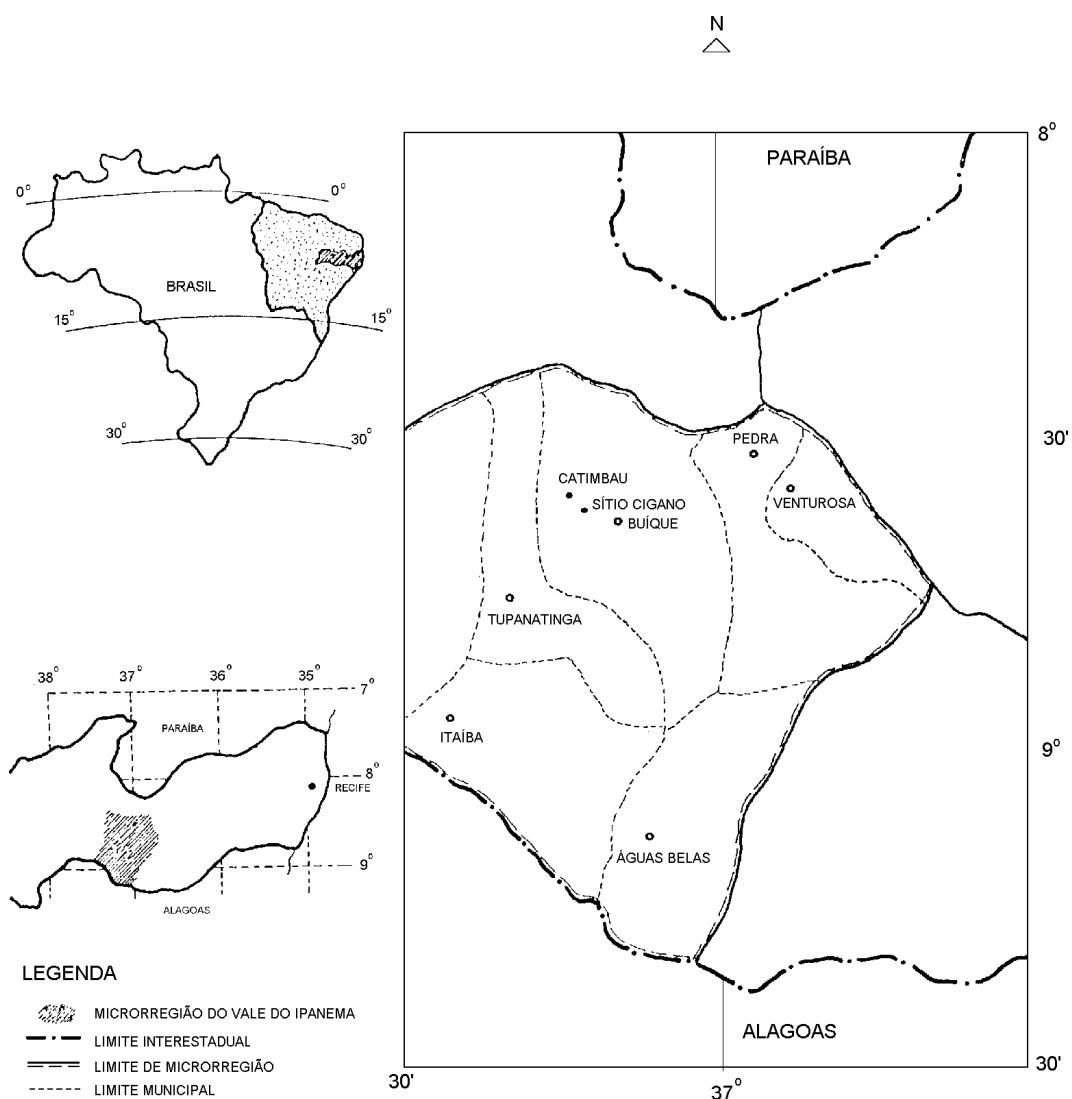 N
8°
PARAÍBA
0°
0°
BRASIL
15°
15°
30°
30°
30'
PEDRA
CATIMBAU
SÍTIO CIGANO
BUÍQUE
VENTUROSA
TUPANATINGA
ITAÍBA
9°
ÁGUAS BELAS
ALAGOAS
30'
37°
30'
38°
37°
36°
35°
7°
PARAÍBA
8°
RECIFE
9°
ALAGOAS
LEGENDA
MICRORREGIÃO DO VALE DO IPANEMA
LIMITE INTERESTADUAL
LIMITE DE MICRORREGIÃO
LIMITE MUNICIPAL